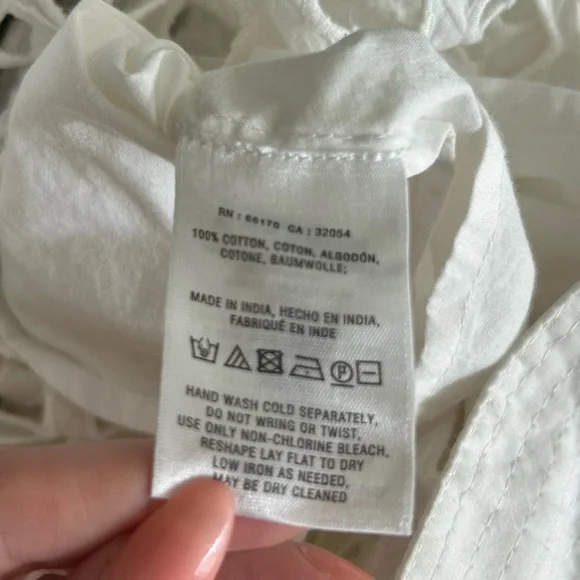 RN : 66170 CA : 32054
100% COTTON, COTON, ALGODÓN,
COTONE, BAUMWOLLE;
MADE IN INDIA, HECHO EN INDIA,
FABRIQUÉ EN INDE
P
HAND WASH COLD SEPARATELY,
DO NOT WRING OR TWIST,
USE ONLY NON-CHLORINE BLEACH,
RESHAPE LAY FLAT TO DRY
LOW IRON AS NEEDED,
MAY BE DRY CLEANED